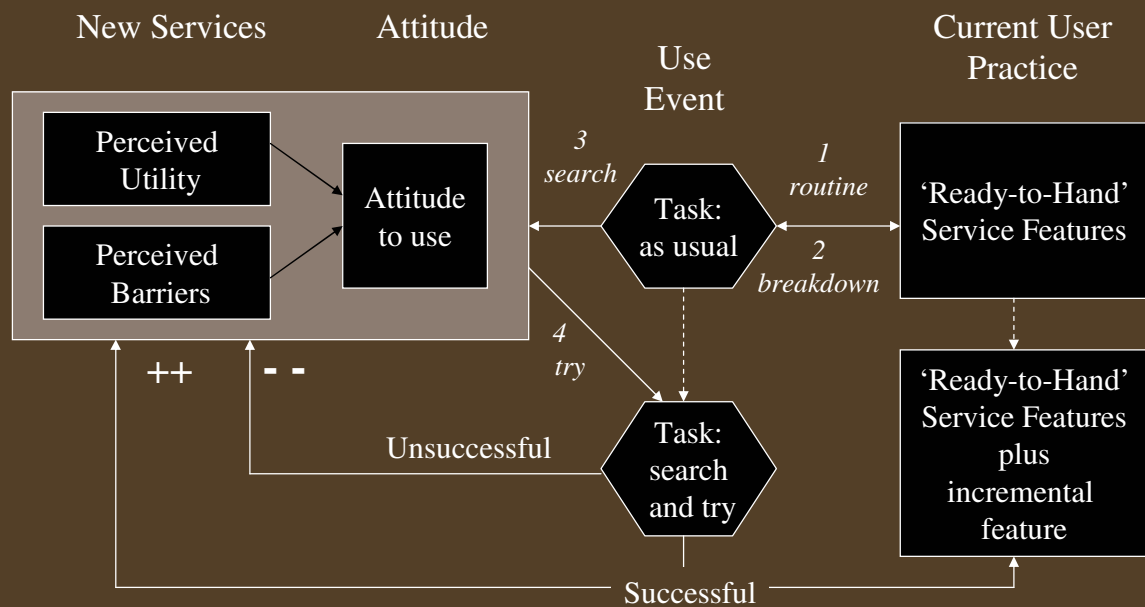 New Services
Attitude
Use
Event
Current User
Practice
Perceived
Utility
Perceived
Barriers
Attitude
to use
3
search
Task:
as usual
1
routine
2
breakdown
‘Ready-to-Hand’
Service Features
4
try
++
- -
Unsuccessful
Task:
search
and try
‘Ready-to-Hand’
Service Features
plus
incremental
feature
Successful